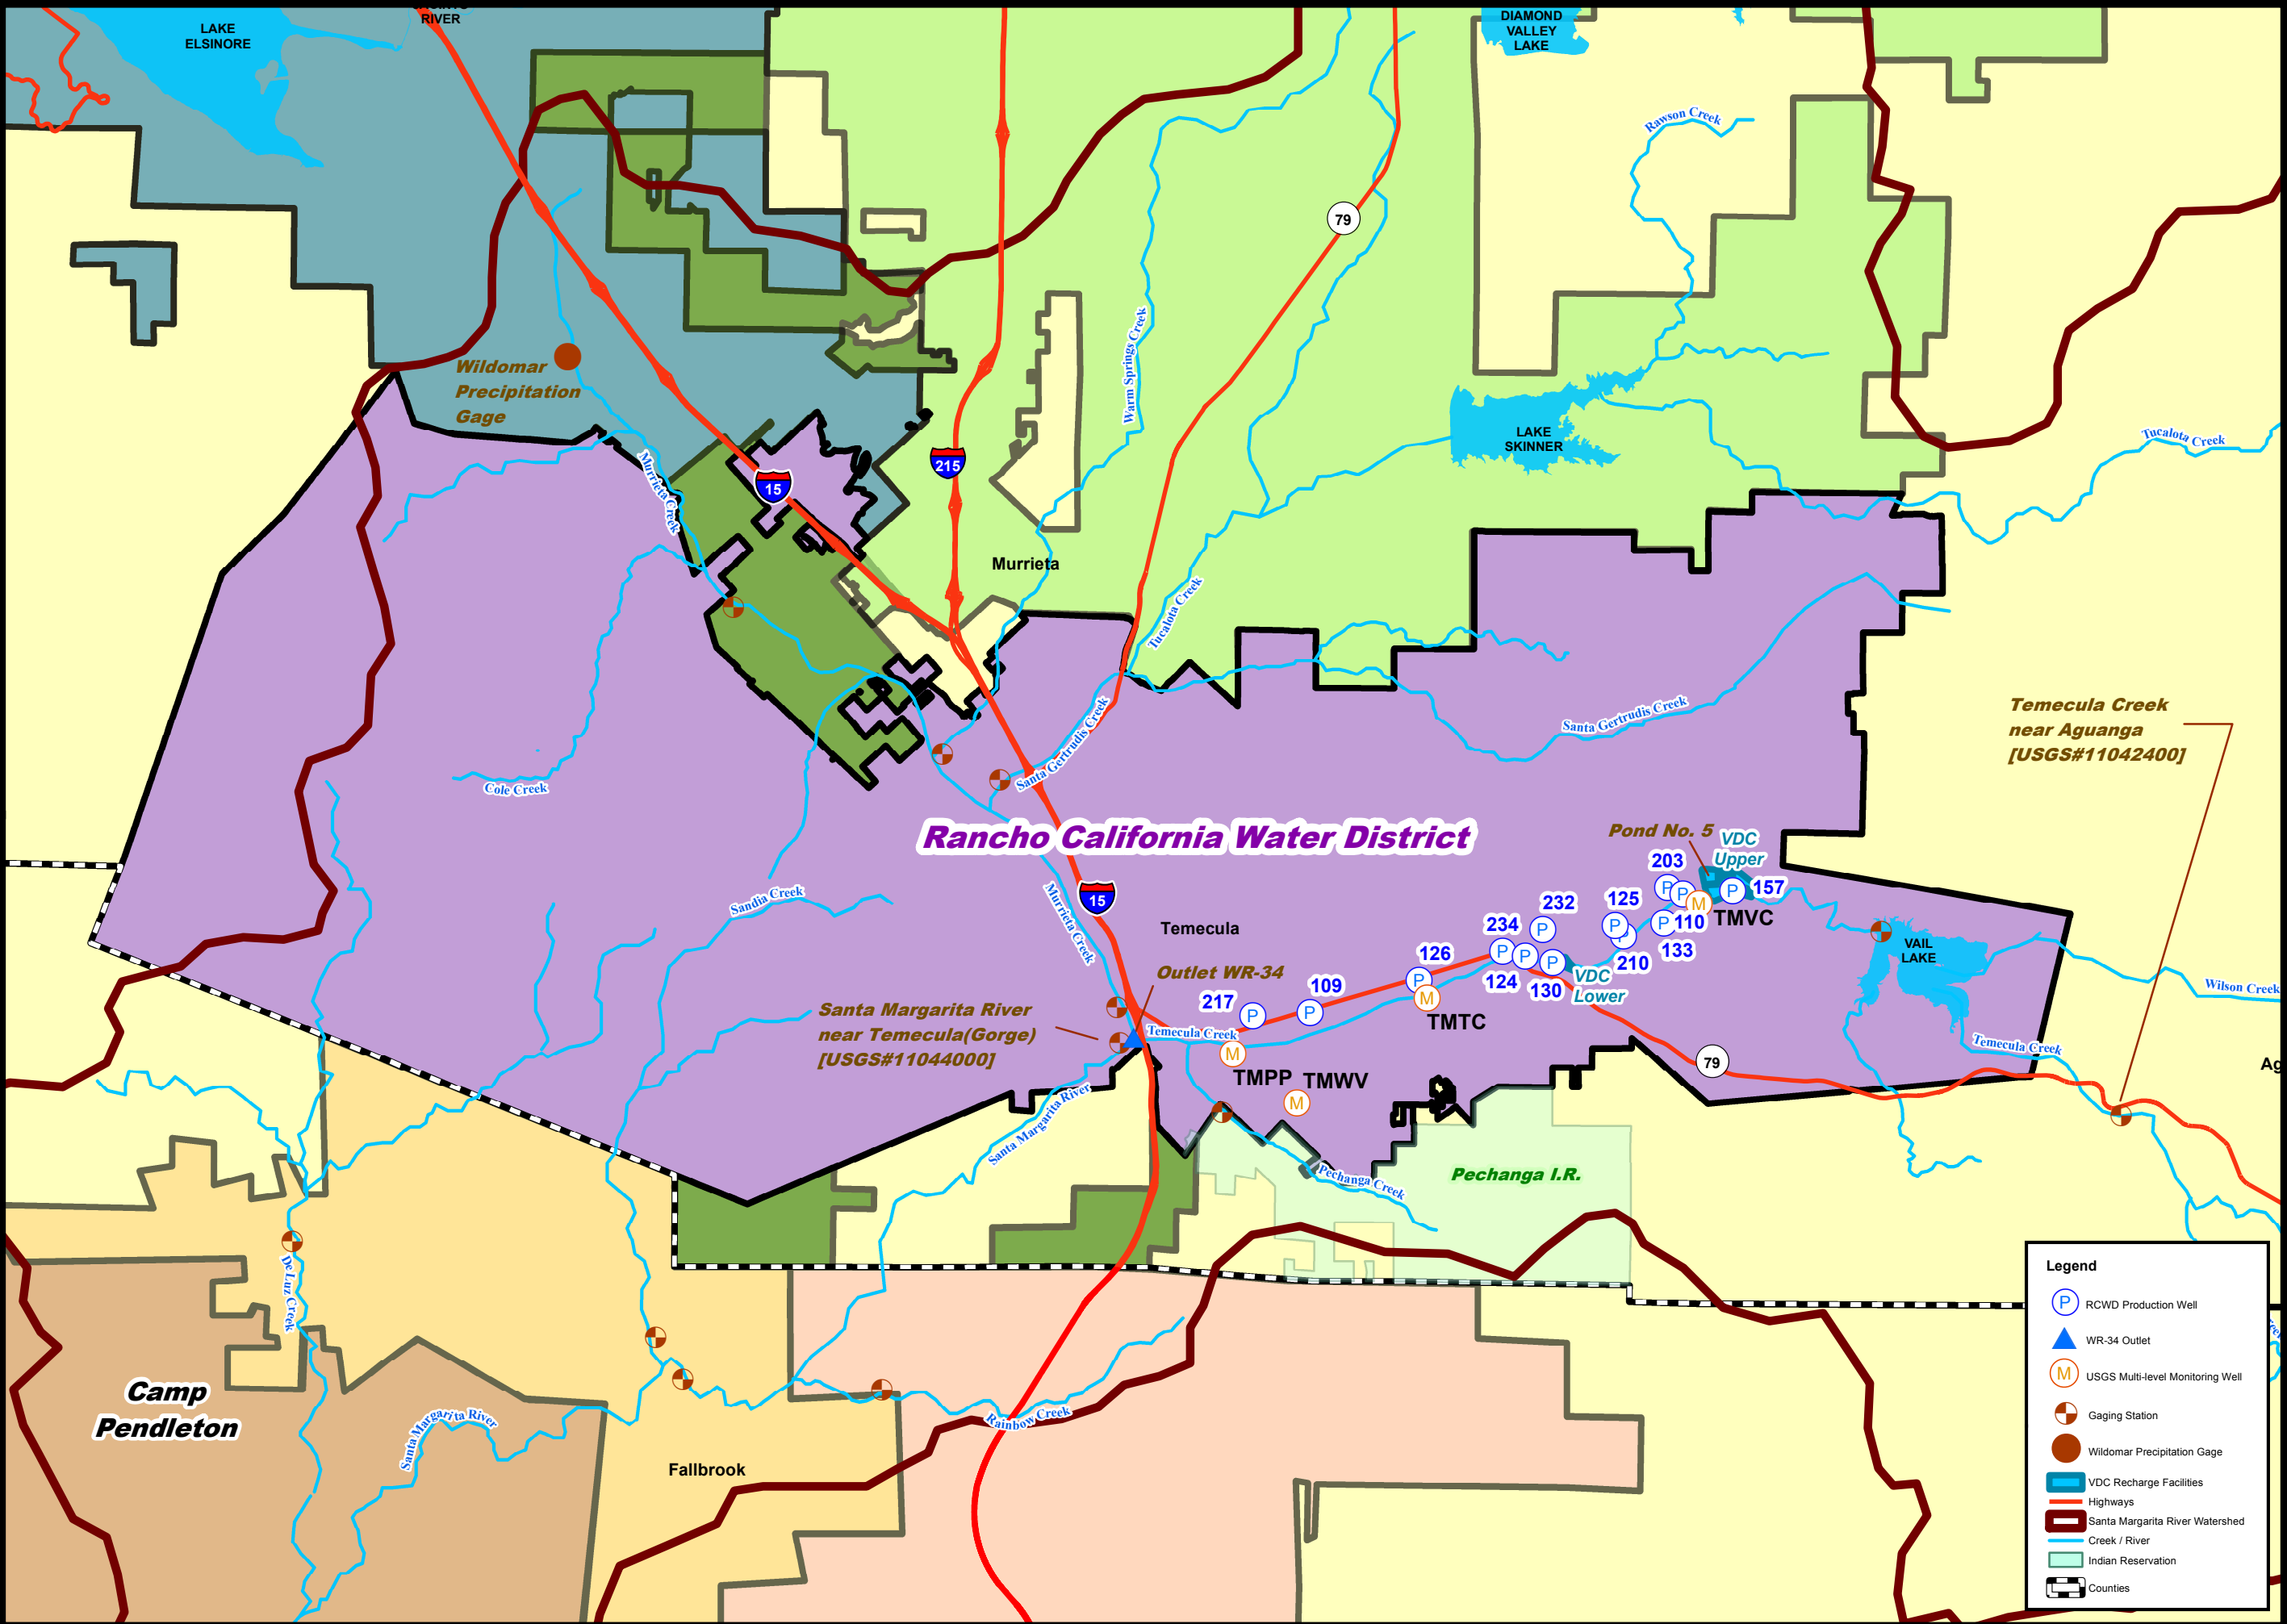 RIVER
LAKE
ELSINORE
DIAMOND
VALLEY
LAKE
Rawson Creek
79
Wildomar
Precipitation
Gage
Warm Springs Creek
Murrieta Creek
15
215
LAKE
SKINNER
Tucalota Creek
Murrieta
Tucalota Creek
Santa Gertrudis Creek
Santa Gertrudis Creek
Temecula Creek
near Aguanga
[USGS#11042400]
Cole Creek
Rancho California Water District
Pond No. 5
VDC
Upper
203
157
125
110
TMVC
133
210
232
234
124
130
VDC
Lower
126
109
217
TMTC
TMPP
TMWV
P
P
P
P
P
P
P
P
P
P
P
P
P
M
M
M
M
Sandia Creek
Murrieta Creek
15
Temecula
Outlet WR-34
Santa Margarita River
near Temecula(Gorge)
[USGS#11044000]
Temecula Creek
VAIL
LAKE
Wilson Creek
Temecula Creek
79
Ag
Santa Margarita River
Pechanga Creek
Pechanga I.R.
De Luz Creek
Camp
Pendleton
Santa Margarita River
Rainbow Creek
Fallbrook
Legend
P RCWD Production Well
WR-34 Outlet
M USGS Multi-level Monitoring Well
Gaging Station
Wildomar Precipitation Gage
VDC Recharge Facilities
Highways
Santa Margarita River Watershed
Creek / River
Indian Reservation
Counties